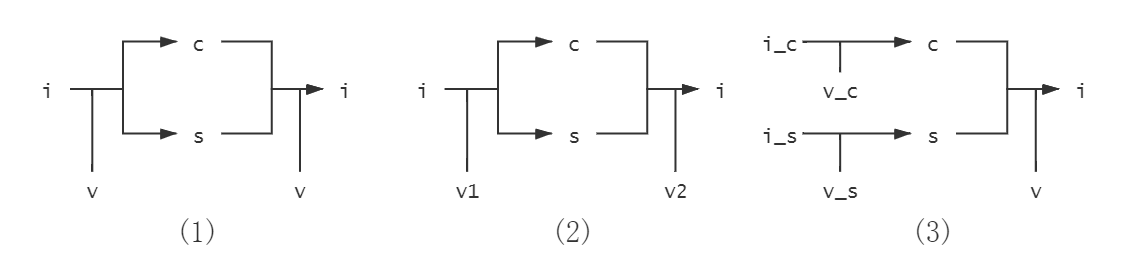 i c s i v v
(1)
i c s i v1 v2
(2)
i_c v_c i_s v_s c s i v
(3)